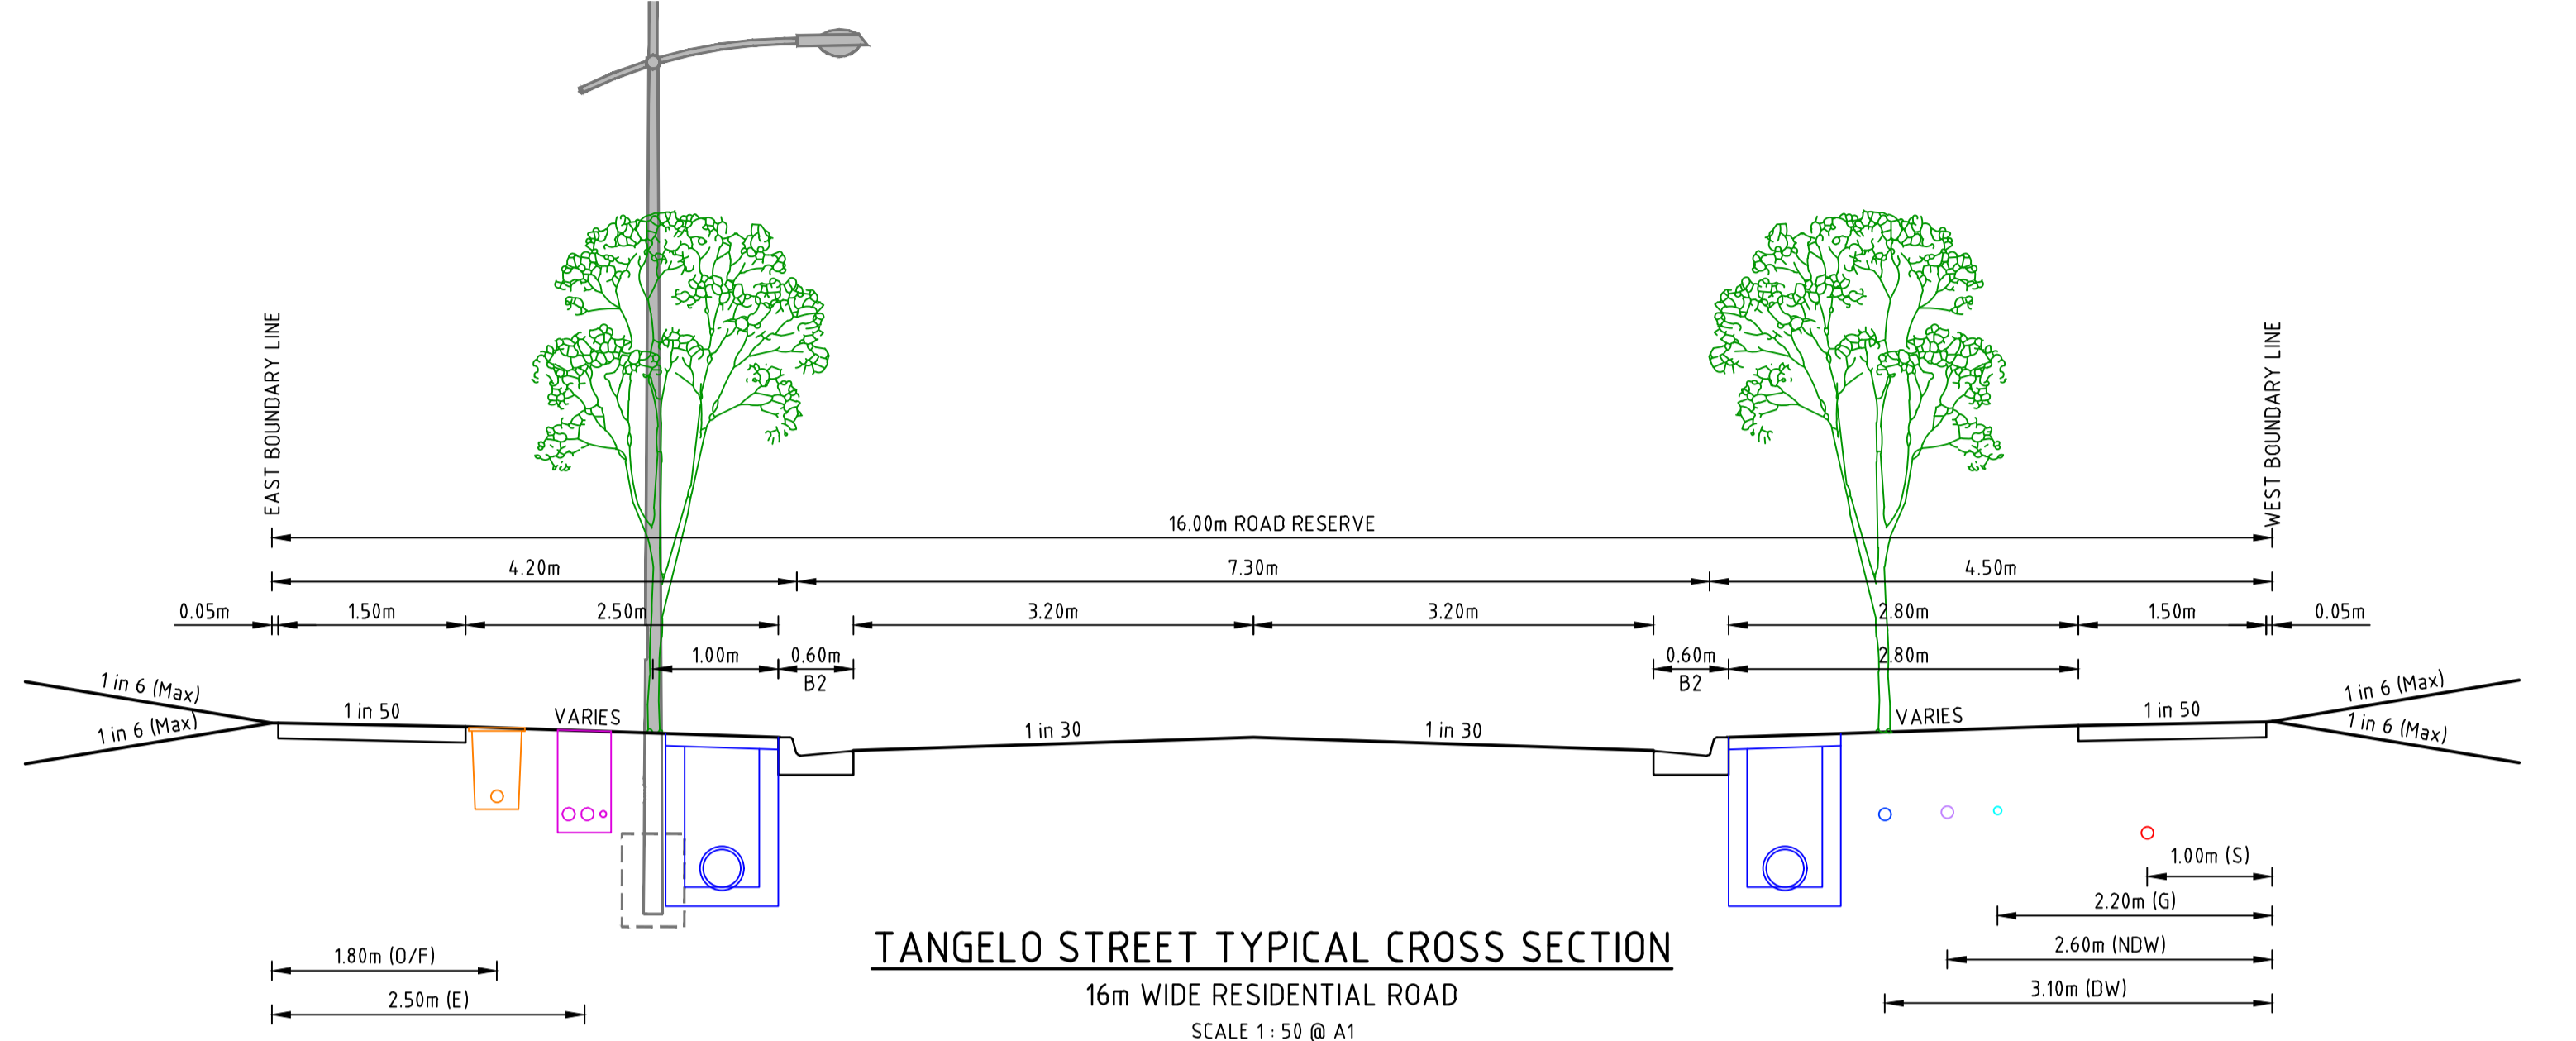 EAST BOUNDARY LINE
WEST BOUNDARY LINE
16.00m ROAD RESERVE
4.20m 7.30m 4.50m
0.05m 1.50m 2.50m 3.20m 3.20m 2.80m 1.50m 0.05m
1.00m 0.60m 0.60m 2.80m
B2 B2
1 in 6 (Max) 1 in 50 VARIES 1 in 30 1 in 30 VARIES 1 in 50 1 in 6 (Max)
1 in 6 (Max) 1 in 6 (Max)
1.00m (S)
2.20m (G)
2.60m (NDW)
3.10m (DW)
1.80m (O/F)
2.50m (E)
TANGELO STREET TYPICAL CROSS SECTION
16m WIDE RESIDENTIAL ROAD
SCALE 1 : 50 @ A1